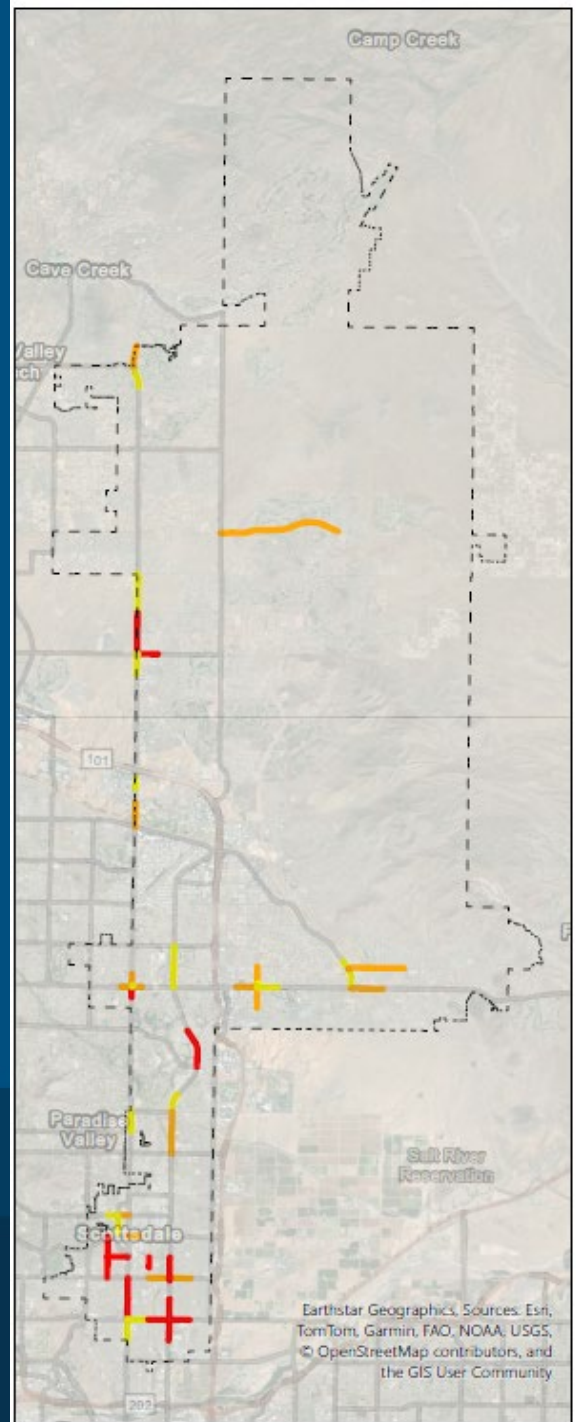 Camp Creek
Cave Creek
Valley
ch
101
F
Paradise
Valley
Salt River
Reservation
Scottsdale
Earthstar Geographics, Sources: Esri,
TomTom, Garmin, FAO, NOAA, USGS,
© OpenStreetMap contributors, and
the GIS User Community
202